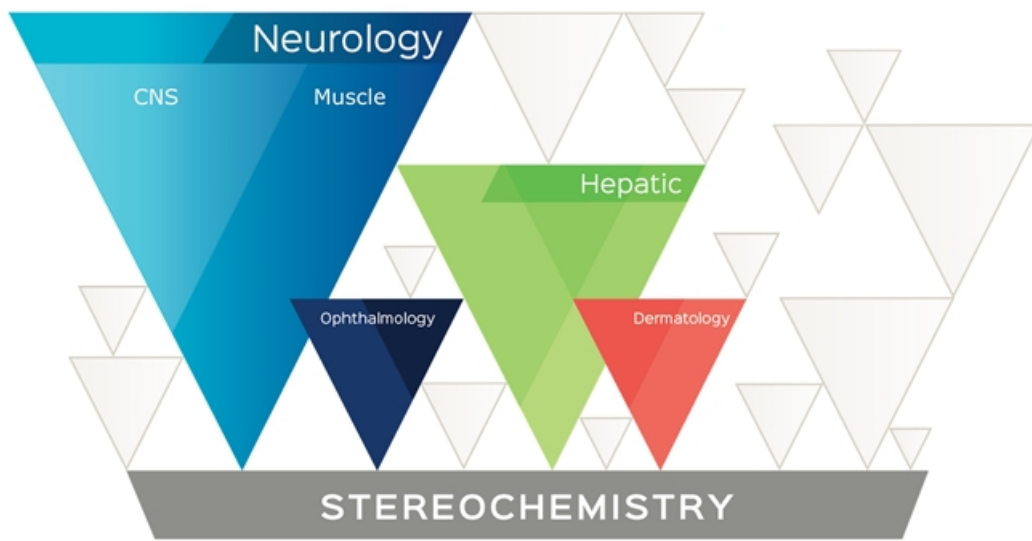 Neurology
CNS
Muscle
Hepatic
Ophthalmology
Dermatology
STEREOCHEMISTRY